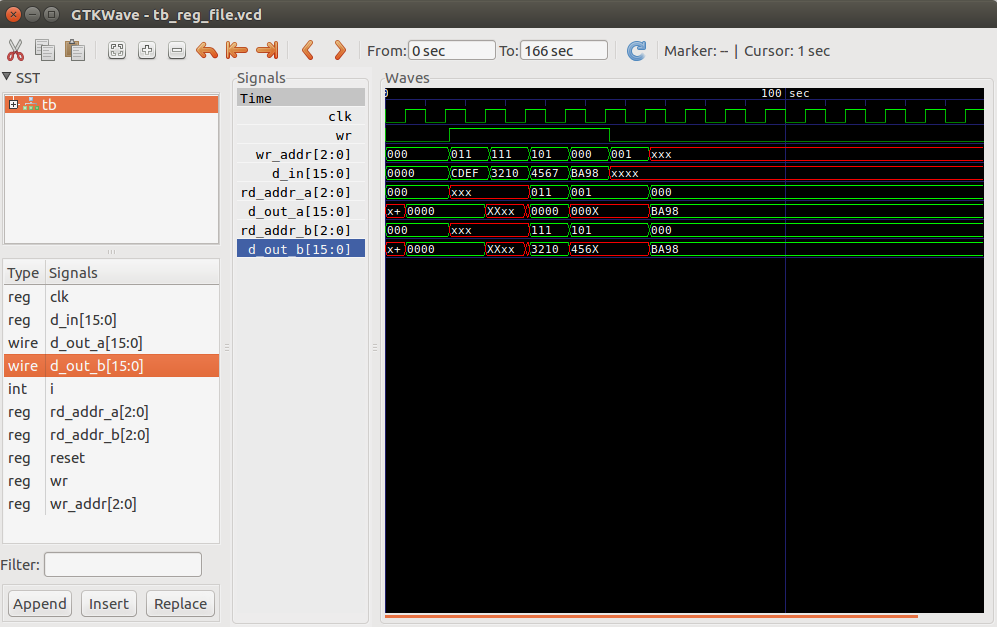 GTKWave - tb_reg_file.vcd
From: 0 sec To: 166 sec Marker: -- | Cursor: 1 sec
SST
tb
Type Signals
reg clk
reg d_in[15:0]
wire d_out_a[15:0]
wire d_out_b[15:0]
int i
reg rd_addr_a[2:0]
reg rd_addr_b[2:0]
reg reset
reg wr
reg wr_addr[2:0]
Filter:
Append Insert Replace
Signals
Time
clk
wr
wr_addr[2:0]
d_in[15:0]
rd_addr_a[2:0]
d_out_a[15:0]
rd_addr_b[2:0]
d_out_b[15:0]
Waves
0 100 sec
000 011 111 101 000 001 xxx
0000 CDEF 3210 4567 BA98 xxxx
000 xxx 011 001 000
x+ 0000 XXxx 0000 000X BA98
000 xxx 111 101 000
x+ 0000 XXxx 3210 456X BA98